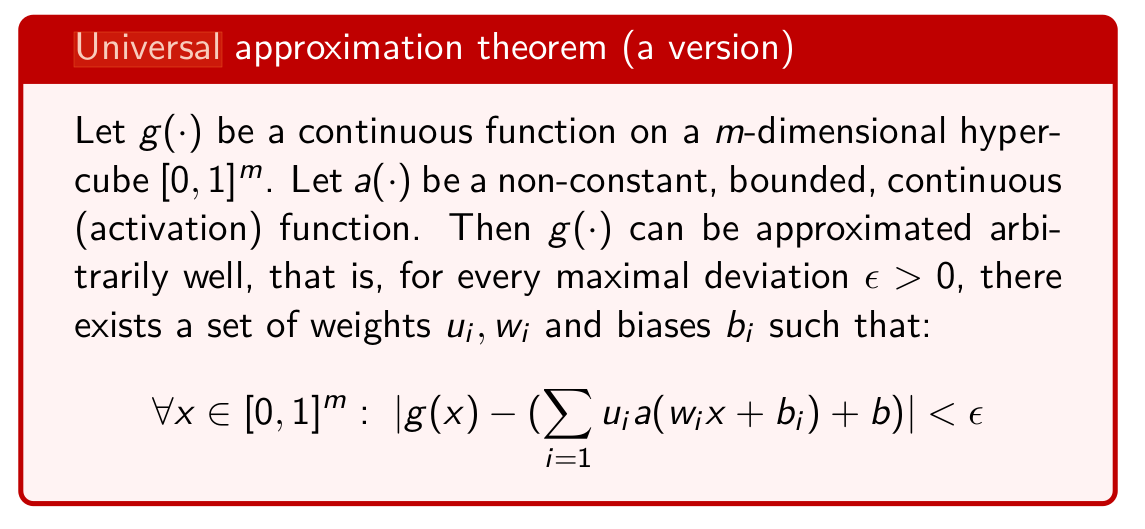 Universal approximation theorem (a version)
Let g(·) be a continuous function on a m-dimensional hyper-
cube [0, 1]^m. Let a(·) be a non-constant, bounded, continuous
(activation) function. Then g(·) can be approximated arbi-
trarily well, that is, for every maximal deviation ϵ > 0, there
exists a set of weights u_i, w_i and biases b_i such that:
∀x ∈ [0, 1]^m : |g(x) − (∑_{i=1} u_i a(w_i x + b_i) + b)| < ϵ